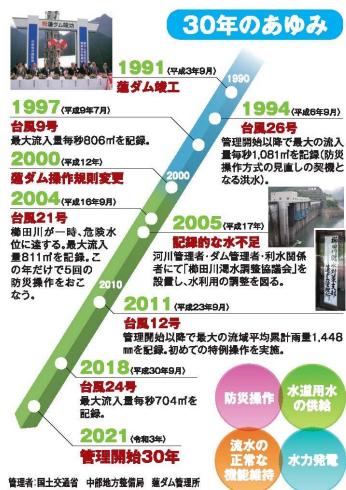 30年のあゆみ
祝蓮ダム竣功
1991（平成3年9月）
蓮ダム竣工
1990
1997（平成9年7月）
台風9号
最大流入量毎秒806㎥を記録。
1994（平成6年9月）
台風26号
管理開始以降で最大の流入
量毎秒1,081㎥を記録（防災
操作方式の見直しの契機と
なる洪水）。
2000（平成12年）
蓮ダム操作規則変更
2000
2004（平成16年9月）
台風21号
櫛田川が一時、危険水
位に達する。最大流入
量811㎥を記録。こ
の年だけで5回の
防災操作をおこ
なう。
2005（平成17年）
記録的な水不足
河川管理者・ダム管理者・利水関係
者にて「櫛田川渇水調整協議会」を
設置し、水利用の調整を図る。
2010
2011（平成23年9月）
台風12号
管理開始以降で最大の流域平均累計雨量1,448
㎜を記録。初めての特例操作を実施。
2018（平成30年9月）
台風24号
最大流入量毎秒704㎥を記録。
2021（令和3年）
管理開始30年
防災操作
水道用水
の供給
流水の
正常な
機能維持
水力発電
管理者：国土交通省　中部地方整備局　蓮ダム管理所